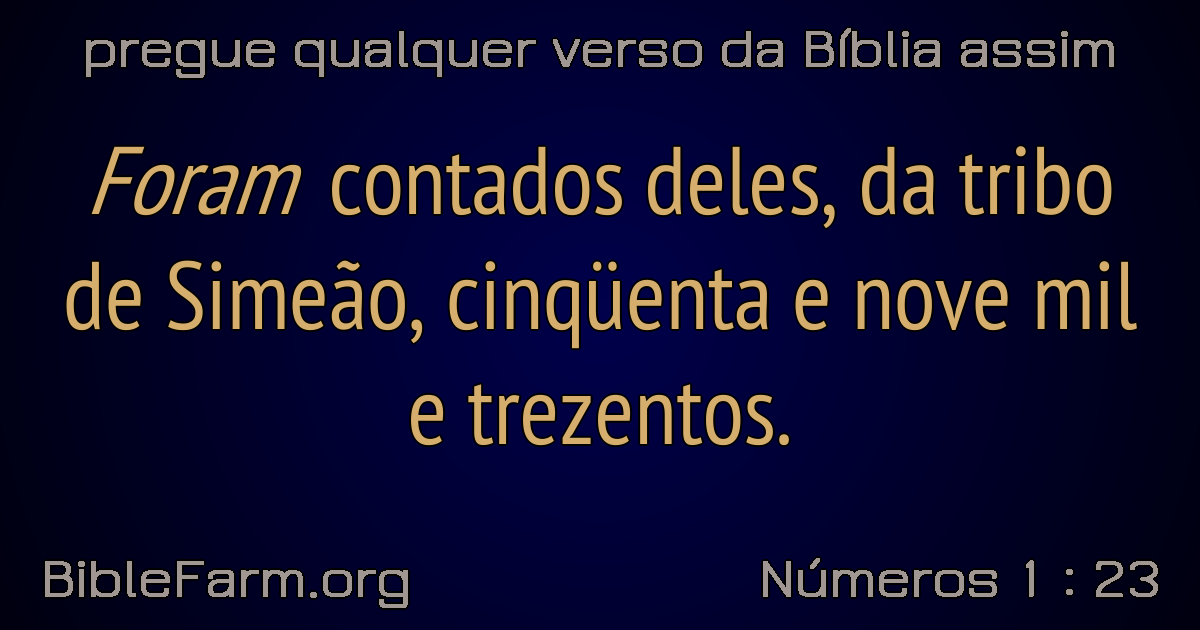 pregue qualquer verso da Bíblia assim
Foram contados deles, da tribo
de Simeão, cinqüenta e nove mil
e trezentos.
BibleFarm.org
Números 1 : 23